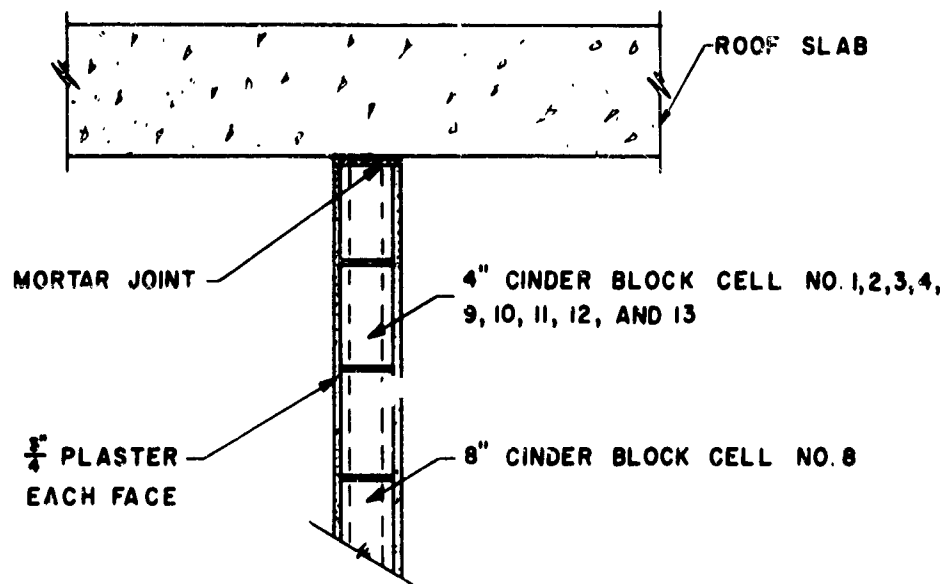 ROOF SLAB
MORTAR JOINT
4" CINDER BLOCK CELL NO. 1,2,3,4,
9, 10, 11, 12, AND 13
3/4" PLASTER
EACH FACE
8" CINDER BLOCK CELL NO. 8